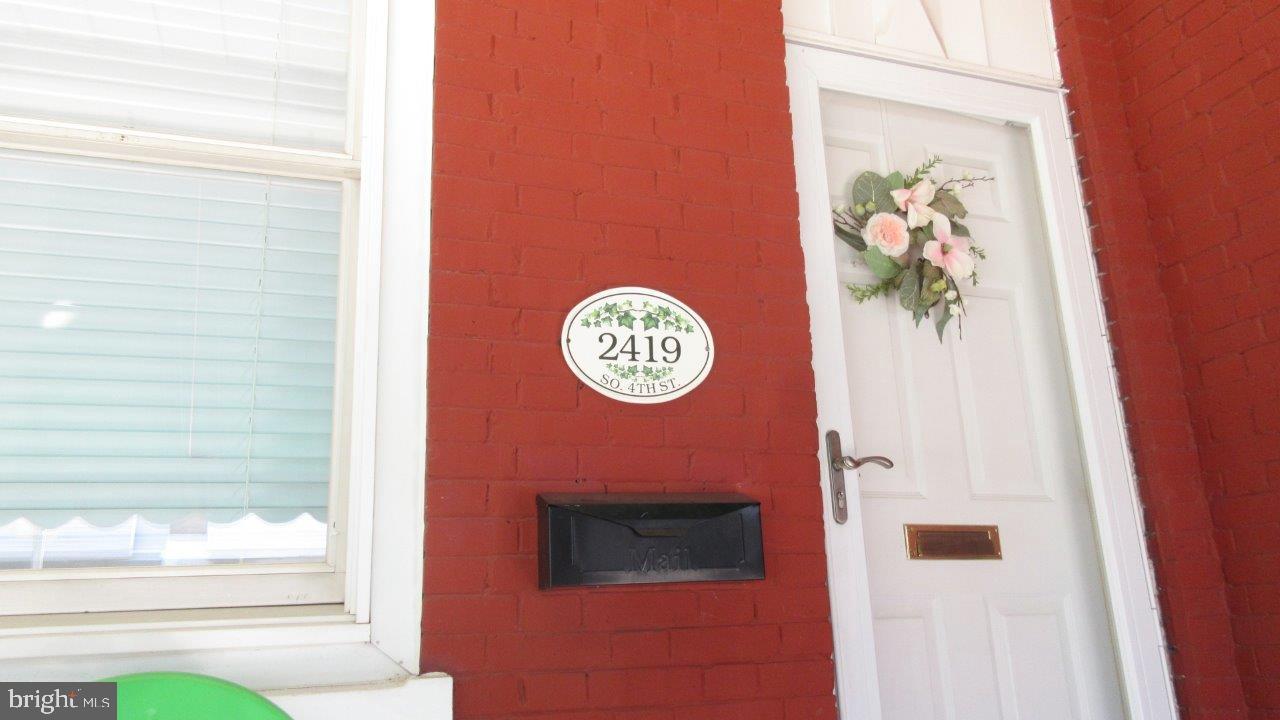 2419
SO. 4TH ST.
Mail
bright MLS